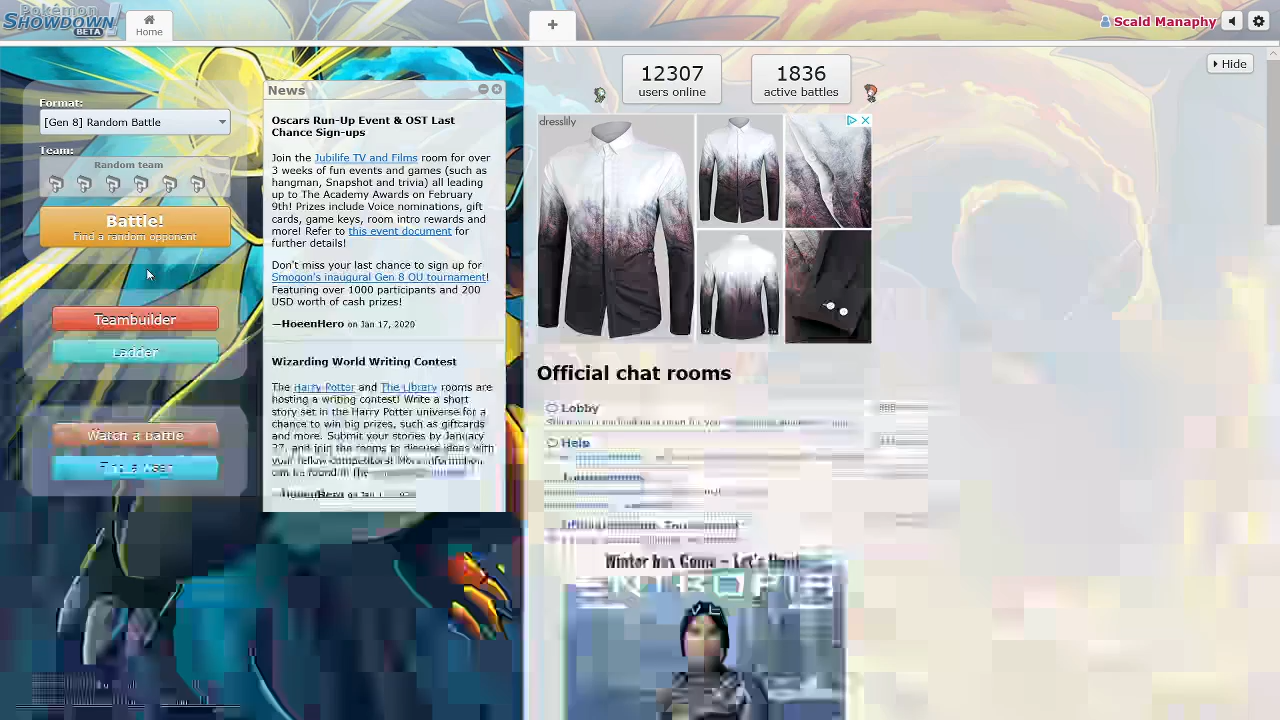 Pokémon
SHOWDOWN!
BETA
Home
+
Scald Manaphy
Format:
[Gen 8] Random Battle
Team:
Random team
Battle!
Find a random opponent
Teambuilder
Ladder
Watch a battle
Find a user
News
Oscars Run-Up Event & OST Last
Chance Sign-ups
Join the Jubilife TV and Films room for over
3 weeks of fun events and games (such as
hangman, Snapshot and trivia) all leading
up to The Academy Awards on February
9th! Prizes include Voice nominations, gift
cards, game keys, room intro rewards and
more! Refer to this event document for
further details!
Don't miss your last chance to sign up for
Smogon's inaugural Gen 8 OU tournament!
Featuring over 1000 participants and 200
USD worth of cash prizes!
—HoeenHero on Jan 17, 2020
Wizarding World Writing Contest
The Harry Potter and The Library rooms are
hosting a writing contest! Write a short
story set in the Harry Potter universe for a
chance to win big prizes, such as giftcards
and more. Submit your stories by January
12307
users online
1836
active battles
Hide
dresslily
Official chat rooms
Lobby
Help